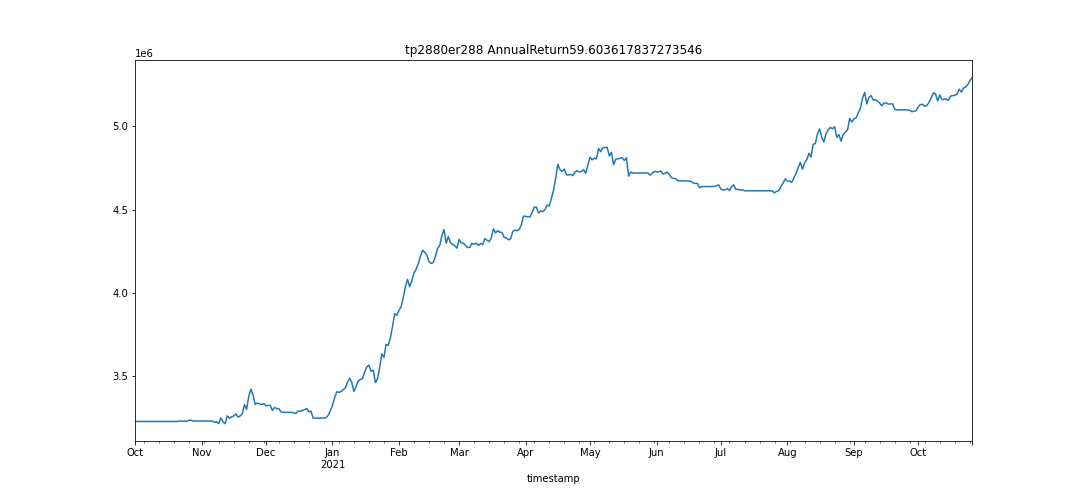 tp2880er288 AnnualReturn59.603617837273546
1e6
5.0
4.5
4.0
3.5
Oct Nov Dec Jan Feb Mar Apr May Jun Jul Aug Sep Oct
2021
timestamp